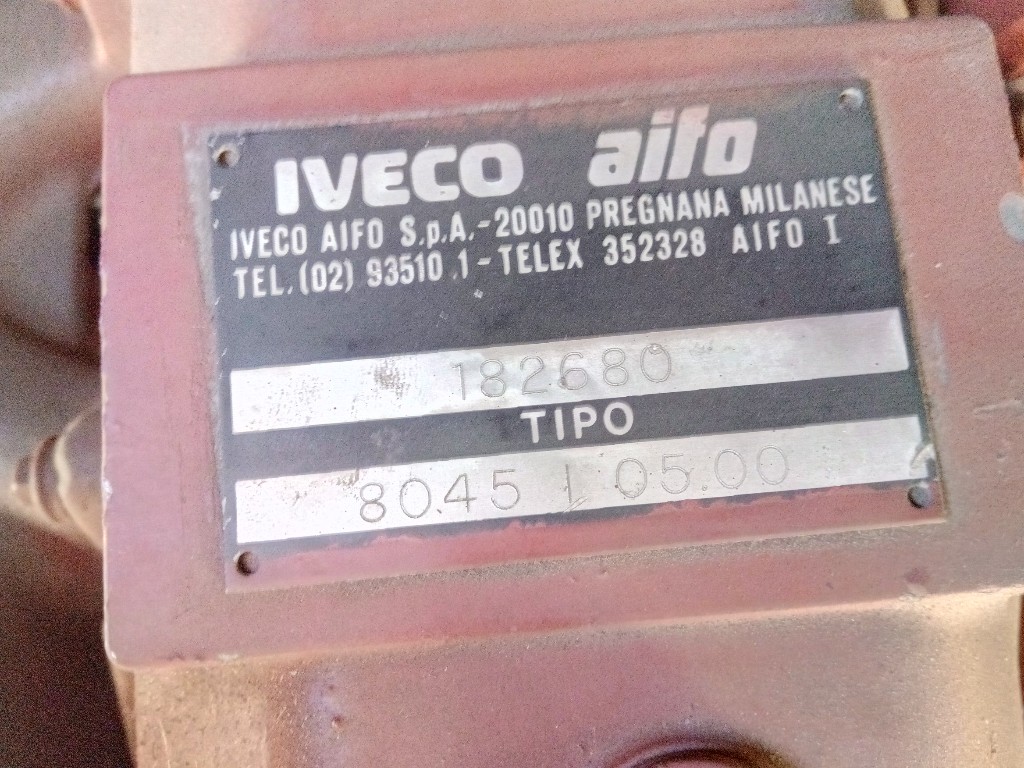 IVECO aifo
IVECO AIFO S.p.A.-20010 PREGNANA MILANESE
TEL.(02) 93510.1-TELEX 352328 AIFO I
182680
TIPO
8045 I 05.00